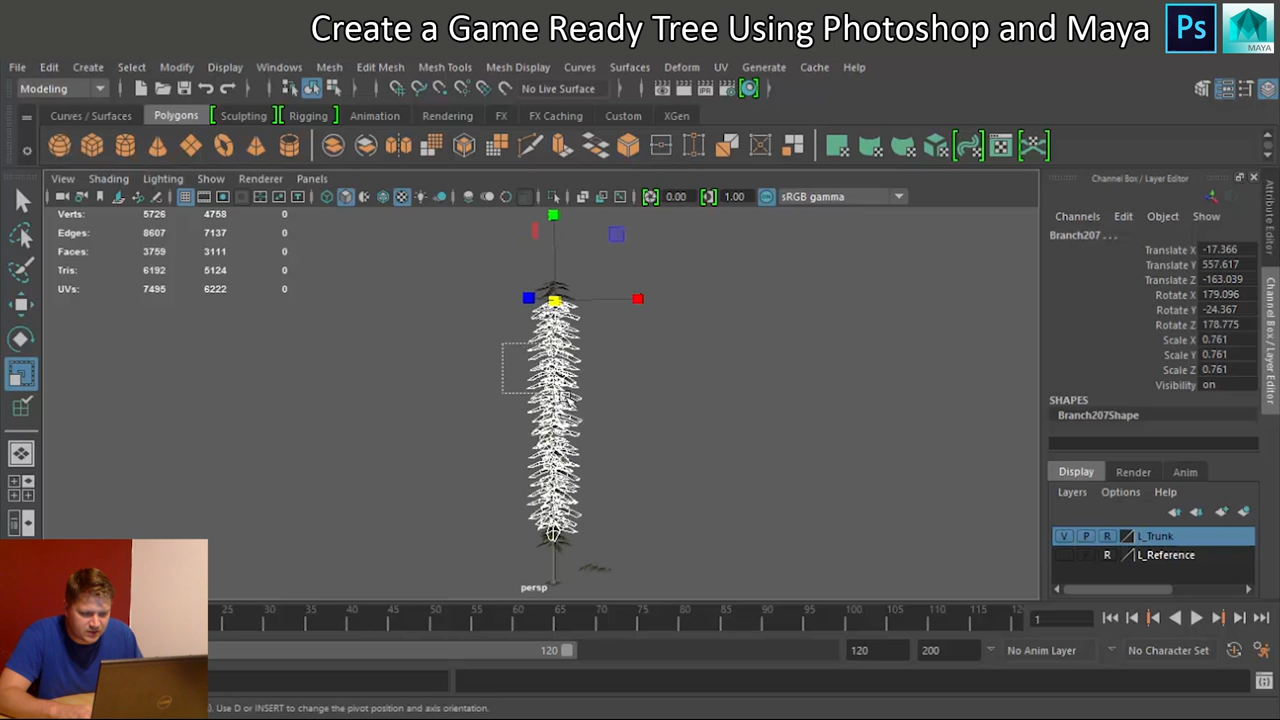 Create a Game Ready Tree Using Photoshop and Maya
Ps
MAYA
File Edit Create Select Modify Display Windows Mesh Edit Mesh Mesh Tools Mesh Display Curves Surfaces Deform UV Generate Cache Help
Modeling
No Live Surface
Curves / Surfaces Polygons Sculpting Rigging Animation Rendering FX FX Caching Custom XGen
View Shading Lighting Show Renderer Panels
0.00 1.00 sRGB gamma
Verts: 5726 4758 0
Edges: 8607 7137 0
Faces: 3759 3111 0
Tris: 6192 5124 0
UVs: 7495 6222 0
persp
Channel Box / Layer Editor
Channels Edit Object Show
Branch207 . . .
Translate X -17.366
Translate Y 557.617
Translate Z -163.039
Rotate X 179.096
Rotate Y -24.367
Rotate Z 178.775
Scale X 0.761
Scale Y 0.761
Scale Z 0.761
Visibility on
SHAPES
Branch207Shape
Display Render Anim
Layers Options Help
V P R L_Trunk
R L_Reference
Attribute Editor
Channel Box / Layer Editor
25 30 35 40 45 50 55 60 65 70 75 80 85 90 95 100 105 110 115 12
1
120 120 200 No Anim Layer No Character Set
. Use D or INSERT to change the pivot position and axis orientation.